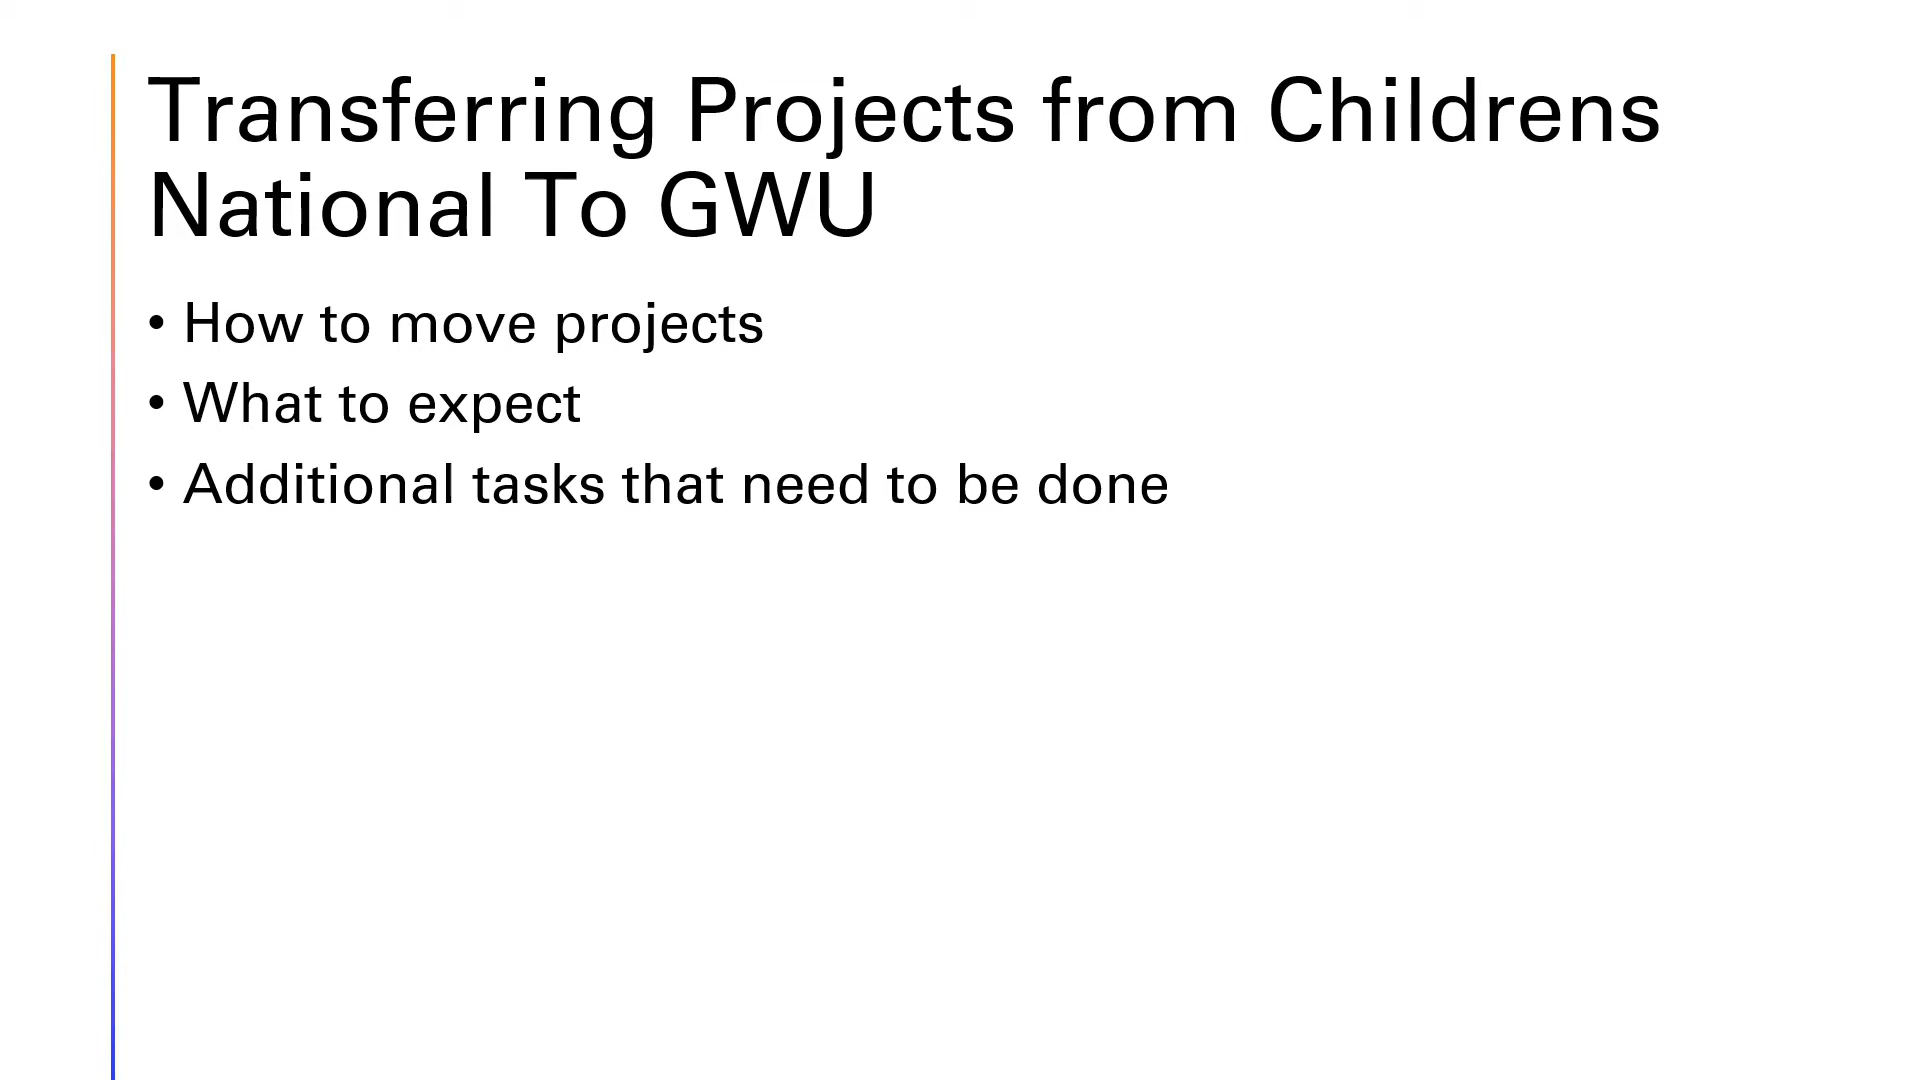 Transferring Projects from Childrens
National To GWU
• How to move projects
• What to expect
• Additional tasks that need to be done